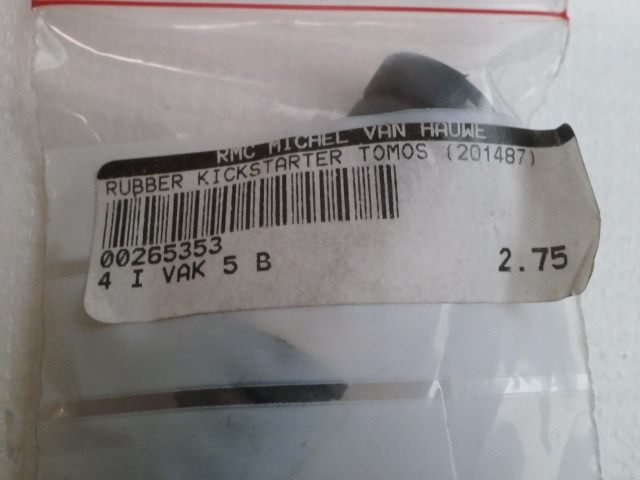 RMC MICHEL VAN HAUWE
RUBBER KICKSTARTER TOMOS (201487)
00265353
4 I VAK 5 B 2.75